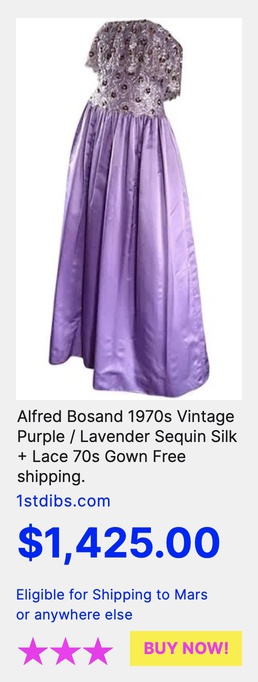 Alfred Bosand 1970s Vintage
Purple / Lavender Sequin Silk
+ Lace 70s Gown Free
shipping.
1stdibs.com
$1,425.00
Eligible for Shipping to Mars
or anywhere else
BUY NOW!